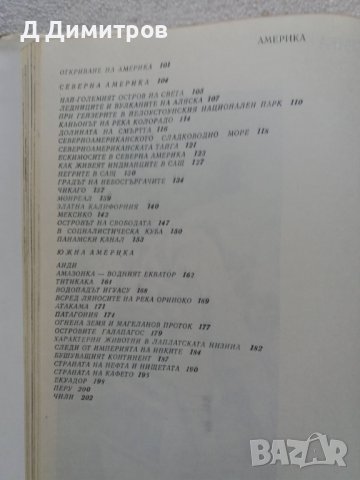 Д.Димитров
АМЕРИКА
ОТКРИВАНЕ НА АМЕРИКА 101
СЕВЕРНА АМЕРИКА 104
НАЙ-ГОЛЕМИЯТ ОСТРОВ НА СВЕТА 105
ЛЕДНИЦИТЕ И ВУЛКАНИТЕ НА АЛЯСКА 107
ПРИ ГЕЙЗЕРИТЕ В ЙЕЛОУСТОНСКИЯ НАЦИОНАЛЕН ПАРК 110
КАНЬОНЪТ НА РЕКА КОЛОРАДО 114
ДОЛИНАТА НА СМЪРТТА 116
СЕВЕРНОАМЕРИКАНСКОТО СЛАДКОВОДНО МОРЕ 118
СЕВЕРНОАМЕРИКАНСКАТА ТАЙГА 121
ЕСКИМОСИТЕ В СЕВЕРНА АМЕРИКА 123
КАК ЖИВЕЯТ ИНДИАНЦИТЕ В САЩ 127
НЕГРИТЕ В САЩ 130
ГРАДЪТ НА НЕБОСТЪРГАЧИТЕ 134
ЧИКАГО 137
МОНРЕАЛ 139
ЗЛАТНА КАЛИФОРНИЯ 140
МЕКСИКО 143
ОСТРОВЪТ НА СВОБОДАТА 147
В СОЦИАЛИСТИЧЕСКА КУБА 150
ПАНАМСКИ КАНАЛ 153
ЮЖНА АМЕРИКА
АНДИ
АМАЗОНКА — ВОДНИЯТ ЕКВАТОР 162
ТИТИКАКА 164
ВОДОПАДЪТ ИГУАСУ 168
ВСРЕД ЛЯНОСИТЕ НА РЕКА ОРИНОКО 169
АТАКАМА 171
ПАТАГОНИЯ 174
ОГНЕНА ЗЕМЯ И МАГЕЛАНОВ ПРОТОК 177
ОСТРОВИТЕ ГАЛАПАГОС 179
ХАРАКТЕРНИ ЖИВОТНИ В ЛАПЛАТСКАТА НИЗИНА 182
СЛЕДИ ОТ ИМПЕРИЯТА НА ИНКИТЕ 184
БУШУВАЩИЯТ КОНТИНЕНТ 187
СТРАНАТА НА НЕФТА И НИЩЕТАТА 190
СТРАНАТА НА КАФЕТО 195
ЕКУАДОР 198
ПЕРУ 200
ЧИЛИ 202
BAZAR